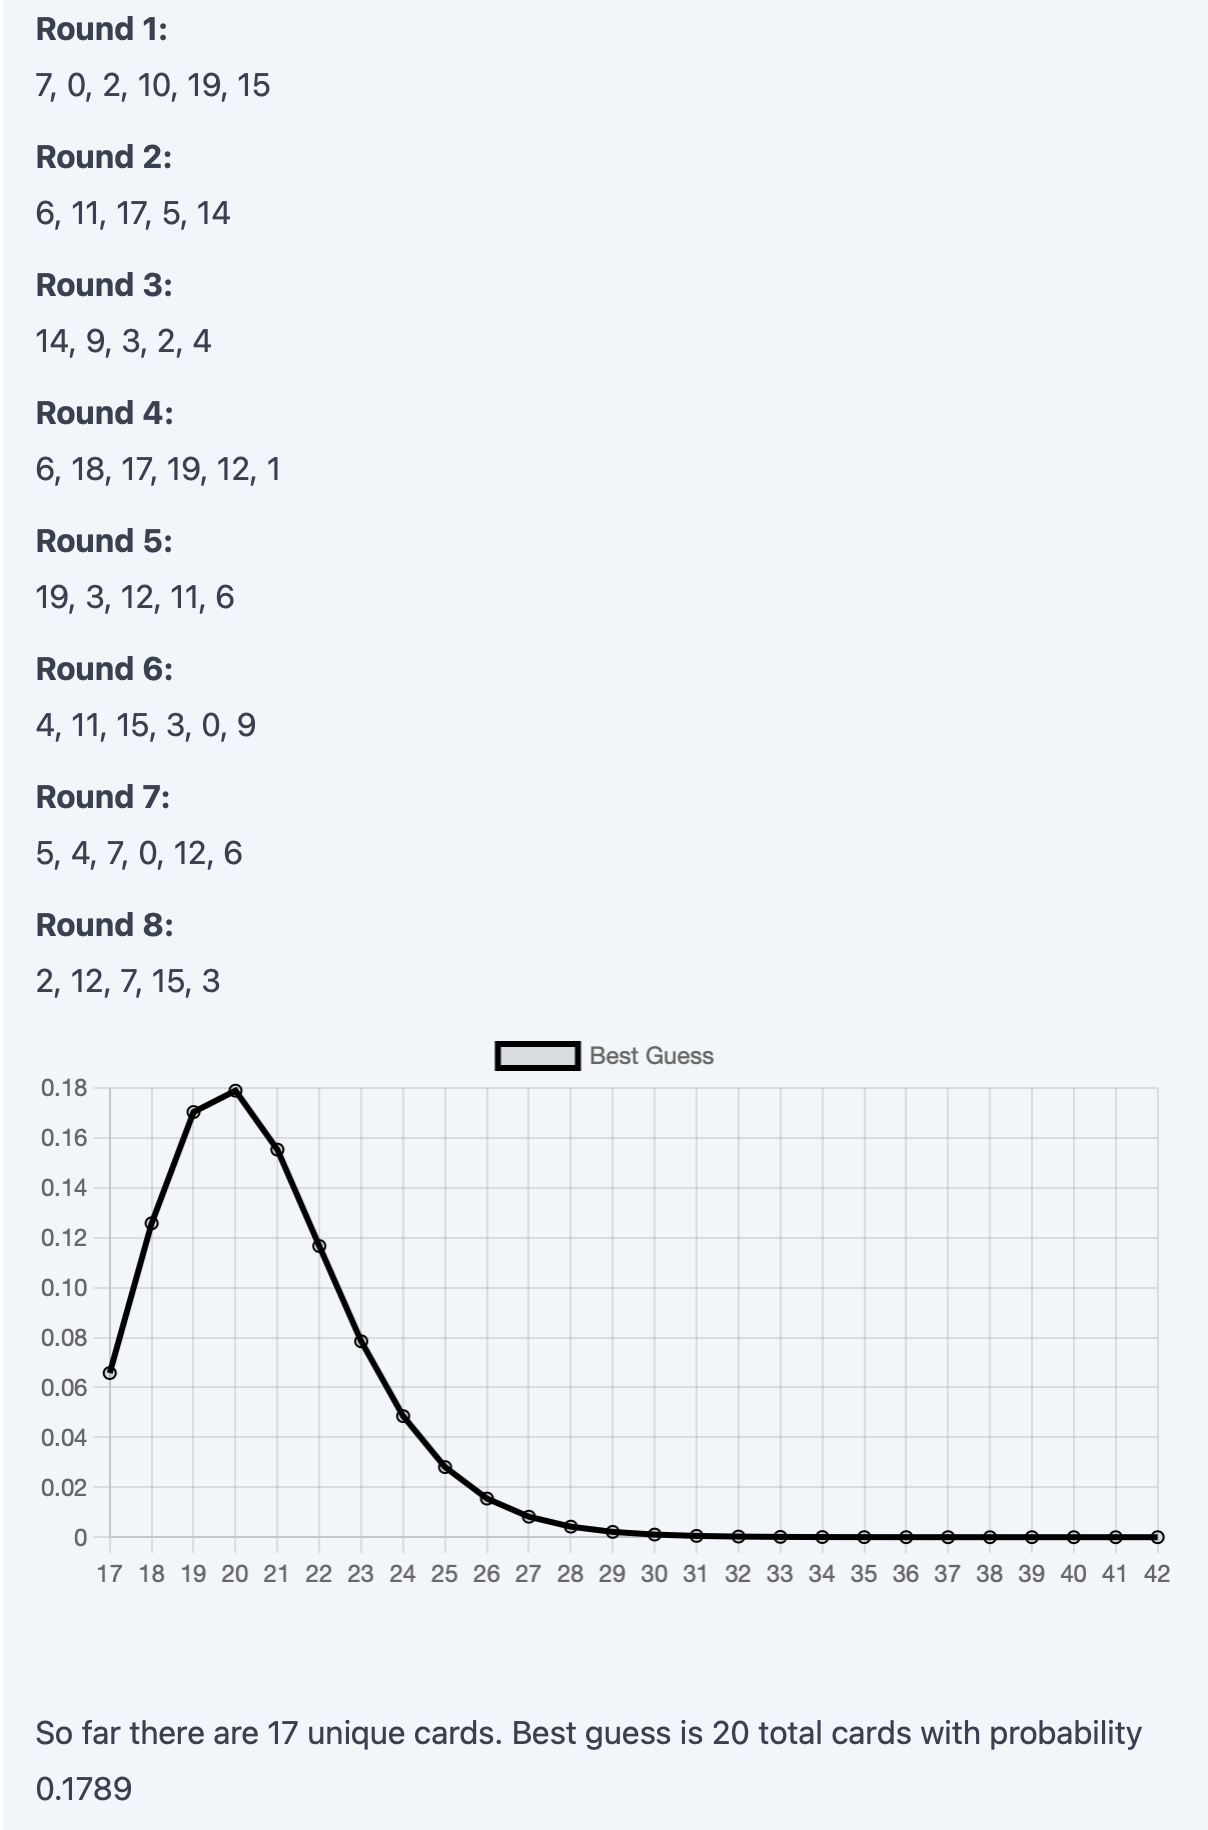 Round 1:
7, 0, 2, 10, 19, 15
Round 2:
6, 11, 17, 5, 14
Round 3:
14, 9, 3, 2, 4
Round 4:
6, 18, 17, 19, 12, 1
Round 5:
19, 3, 12, 11, 6
Round 6:
4, 11, 15, 3, 0, 9
Round 7:
5, 4, 7, 0, 12, 6
Round 8:
2, 12, 7, 15, 3
Best Guess
0.18
0.16
0.14
0.12
0.10
0.08
0.06
0.04
0.02
0
17 18 19 20 21 22 23 24 25 26 27 28 29 30 31 32 33 34 35 36 37 38 39 40 41 42
So far there are 17 unique cards. Best guess is 20 total cards with probability
0.1789